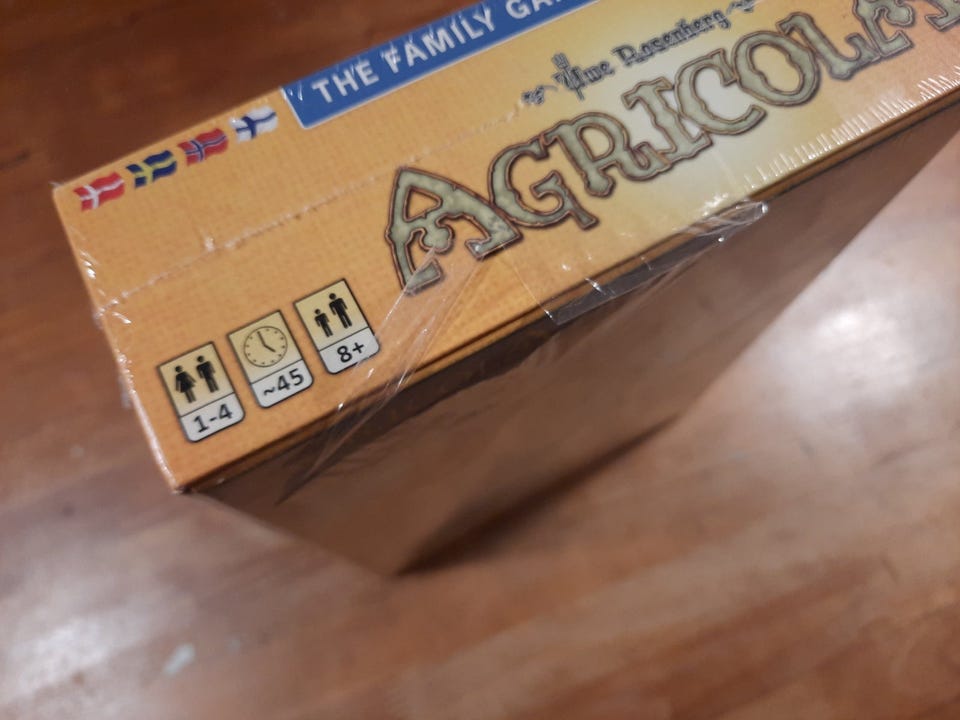 THE FAMILY GA
Uwe Rosenberg
AGRICOLA
1-4
~45
8+